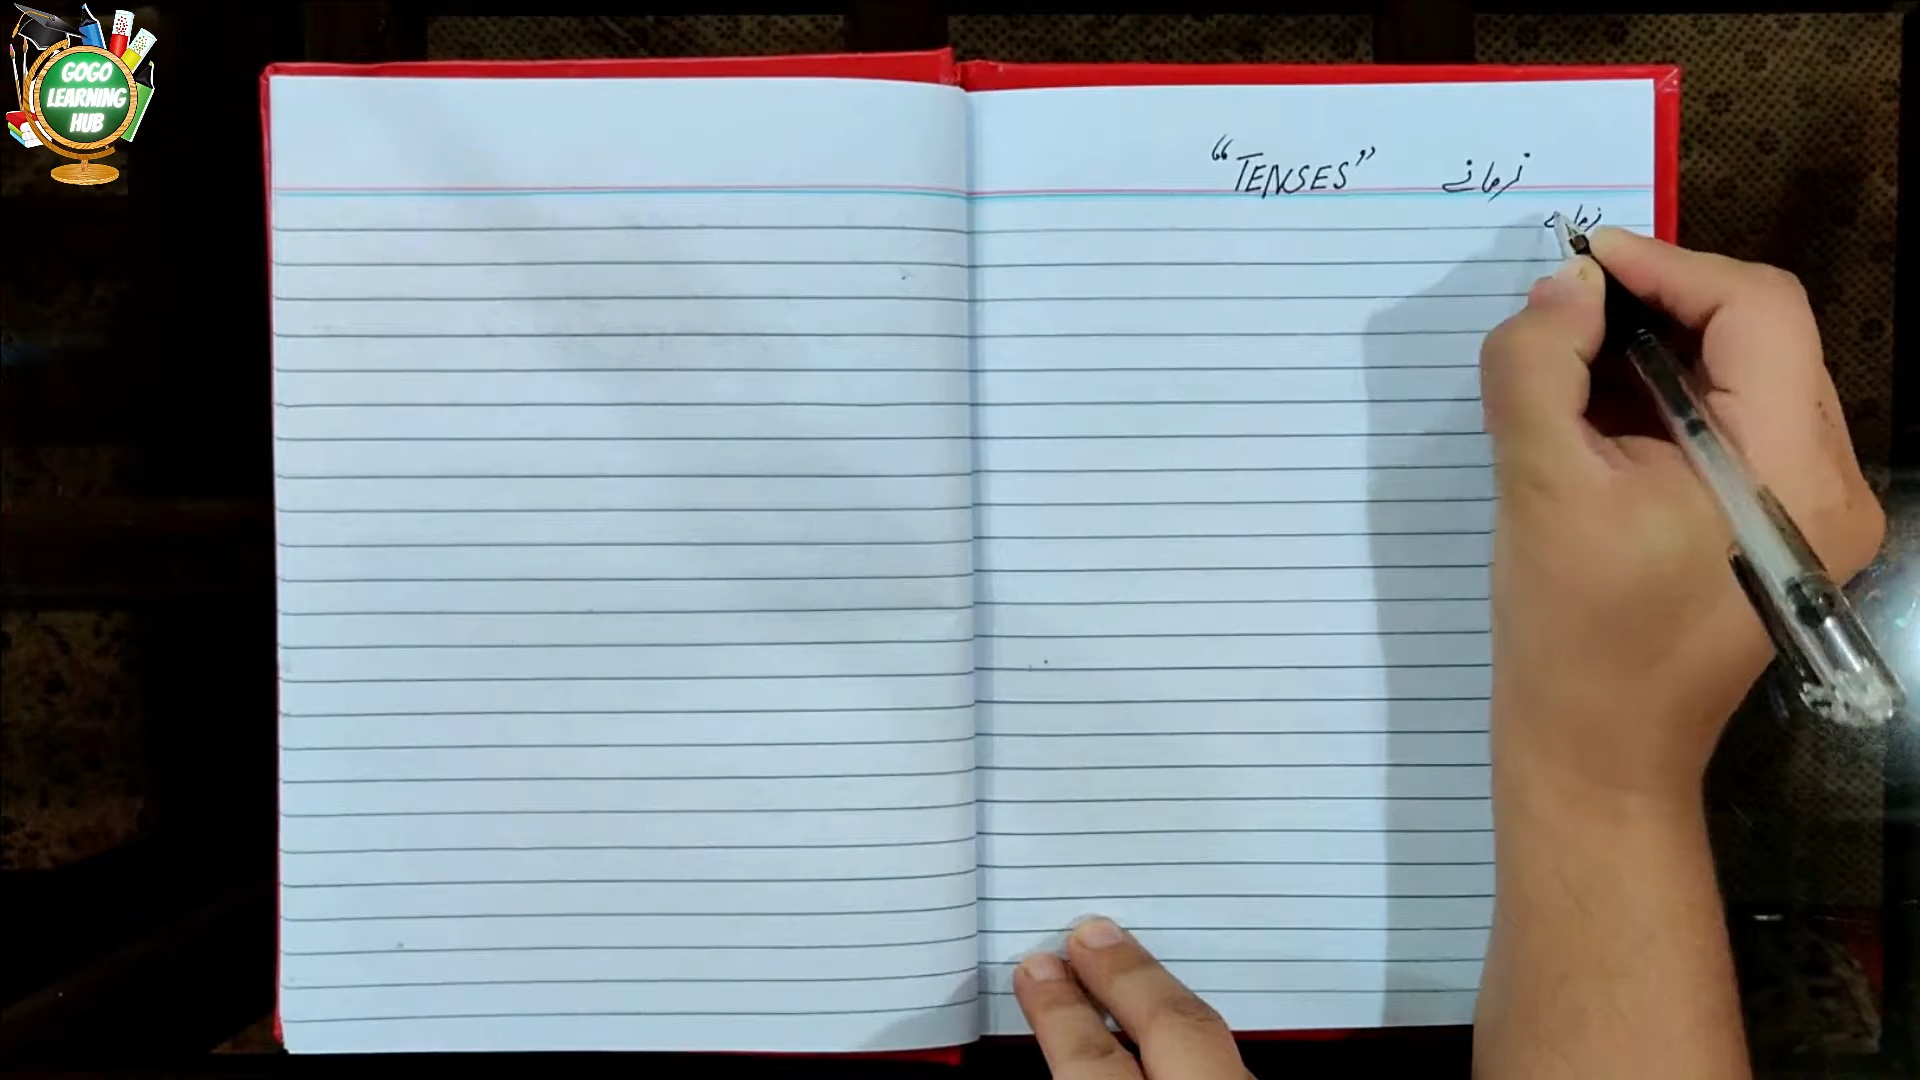 GOGO
LEARNING
HUB
“TENSES” زمانے